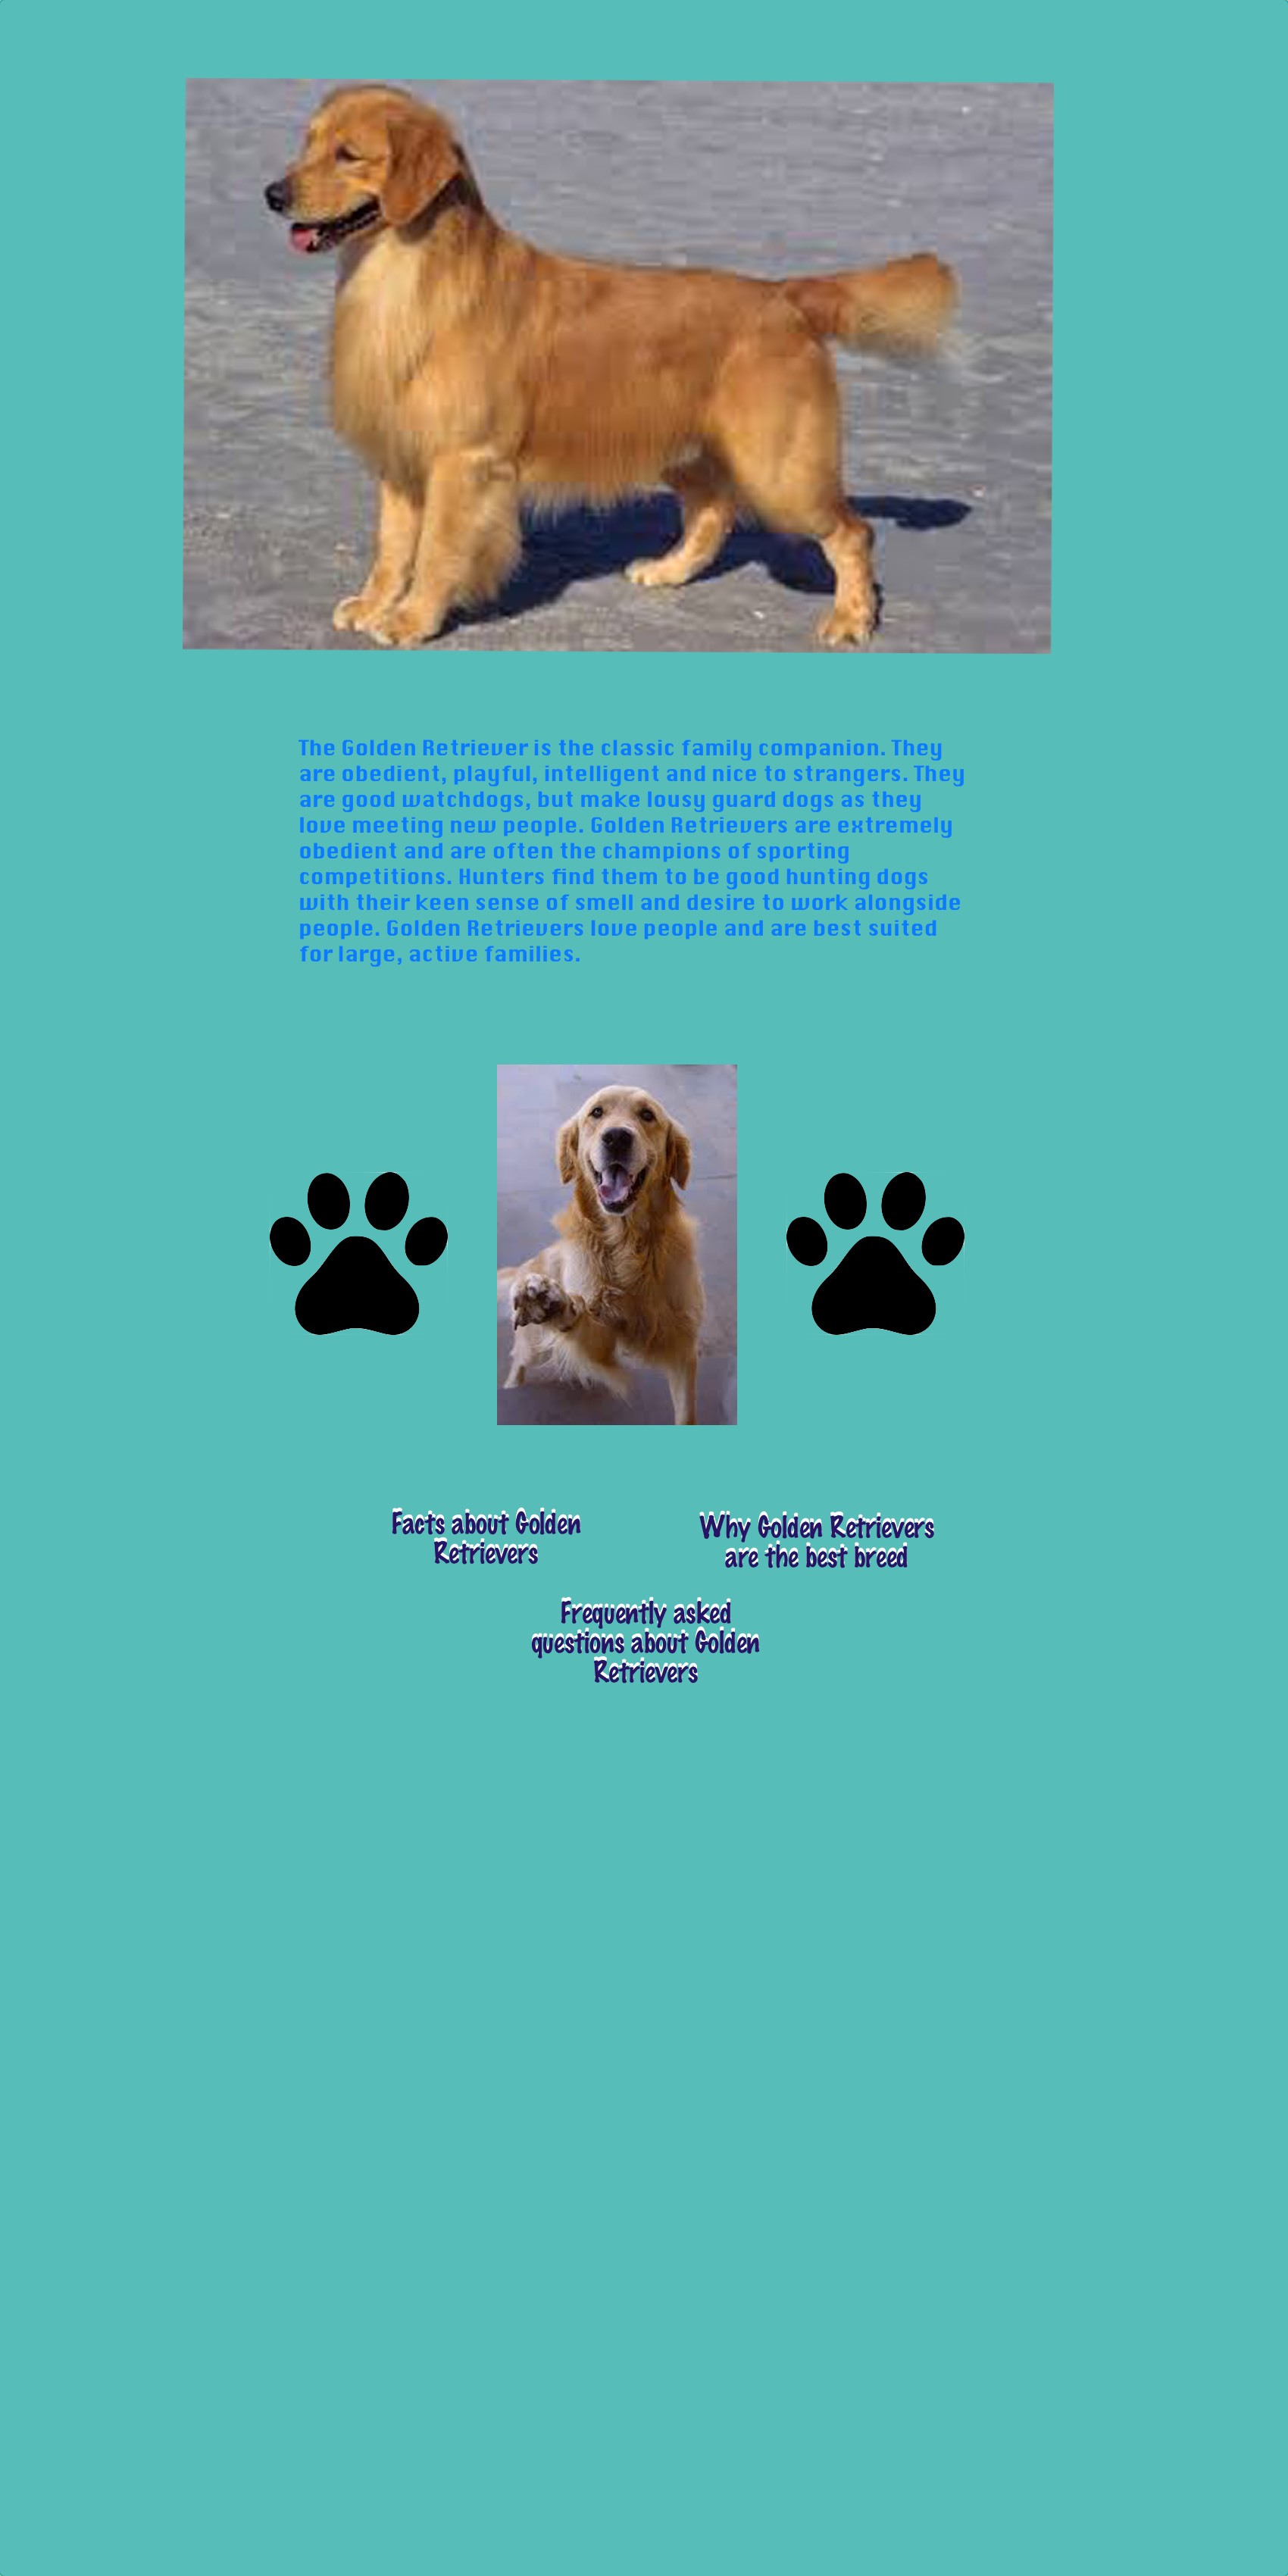 The Golden Retriever is the classic family companion. They
are obedient, playful, intelligent and nice to strangers. They
are good watchdogs, but make lousy guard dogs as they
love meeting new people. Golden Retrievers are extremely
obedient and are often the champions of sporting
competitions. Hunters find them to be good hunting dogs
with their keen sense of smell and desire to work alongside
people. Golden Retrievers love people and are best suited
for large, active families.
Facts about Golden
Retrievers
Why Golden Retrievers
are the best breed
Frequently asked
questions about Golden
Retrievers